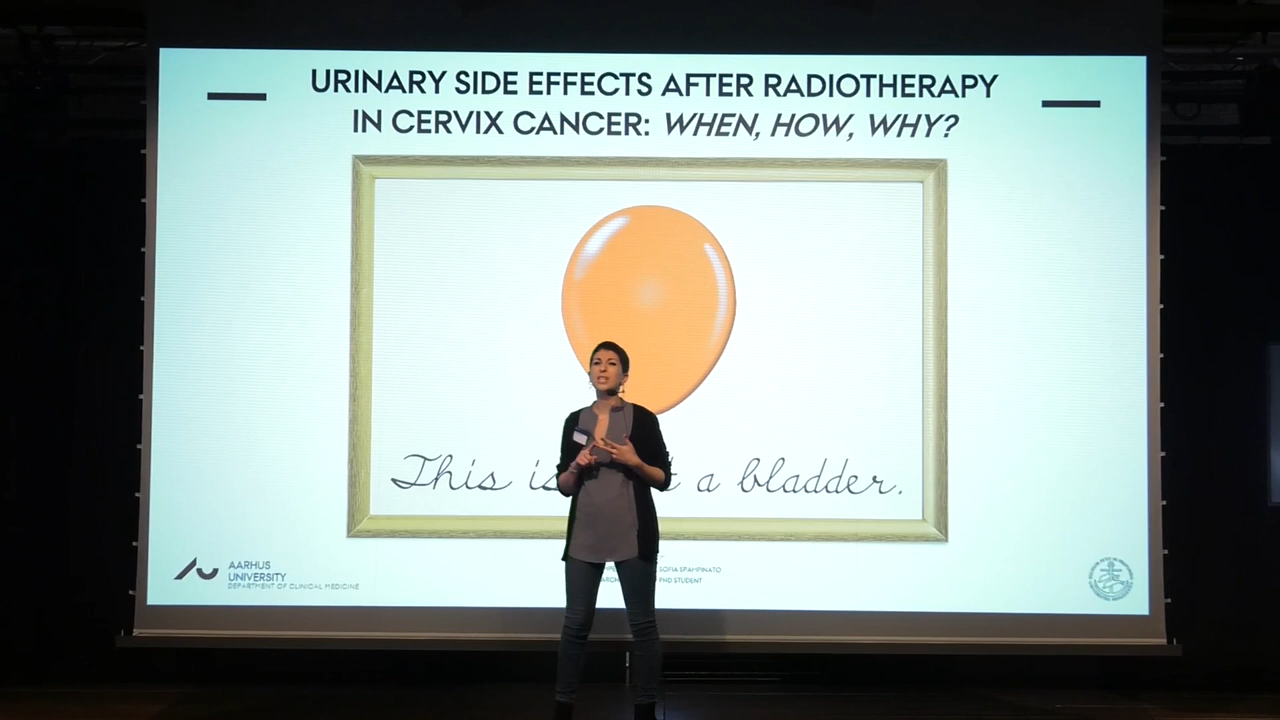 URINARY SIDE EFFECTS AFTER RADIOTHERAPY
IN CERVIX CANCER: WHEN, HOW, WHY?
This is a bladder.
AARHUS
UNIVERSITY
DEPARTMENT OF CLINICAL MEDICINE
SOFIA SPAMPINATO
PHD STUDENT